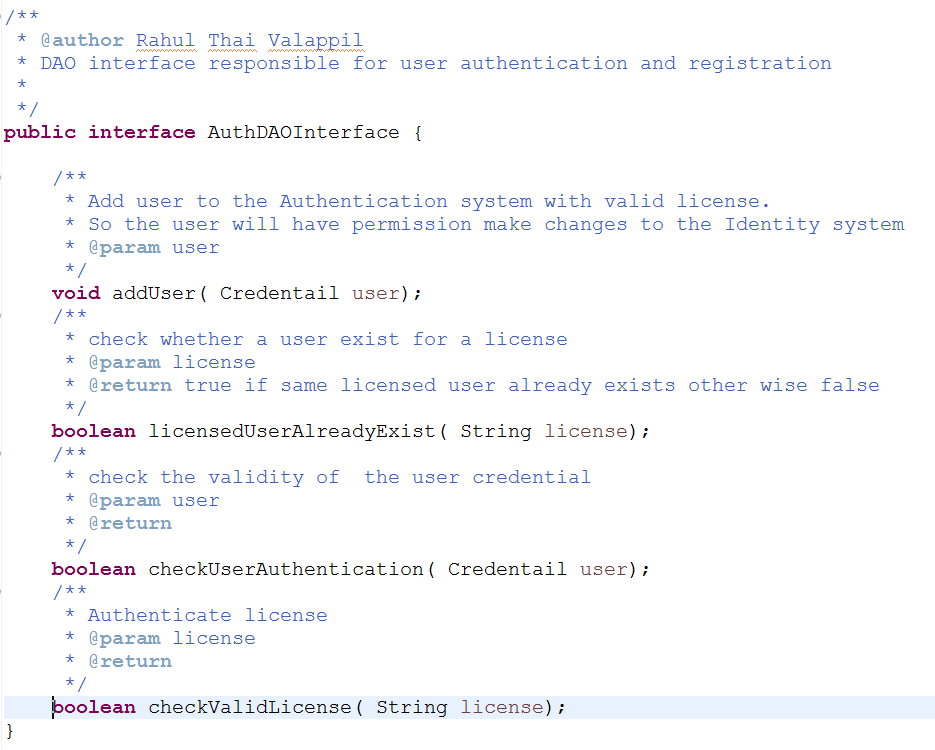 /**
 * @author Rahul Thai Valappil
 * DAO interface responsible for user authentication and registration
 *
 */
public interface AuthDAOInterface {
    /**
     * Add user to the Authentication system with valid license.
     * So the user will have permission make changes to the Identity system
     * @param user
     */
    void addUser( Credentail user);
    /**
     * check whether a user exist for a license
     * @param license
     * @return true if same licensed user already exists other wise false
     */
    boolean licensedUserAlreadyExist( String license);
    /**
     * check the validity of  the user credential
     * @param user
     * @return
     */
    boolean checkUserAuthentication( Credentail user);
    /**
     * Authenticate license
     * @param license
     * @return
     */
    boolean checkValidLicense( String license);
}